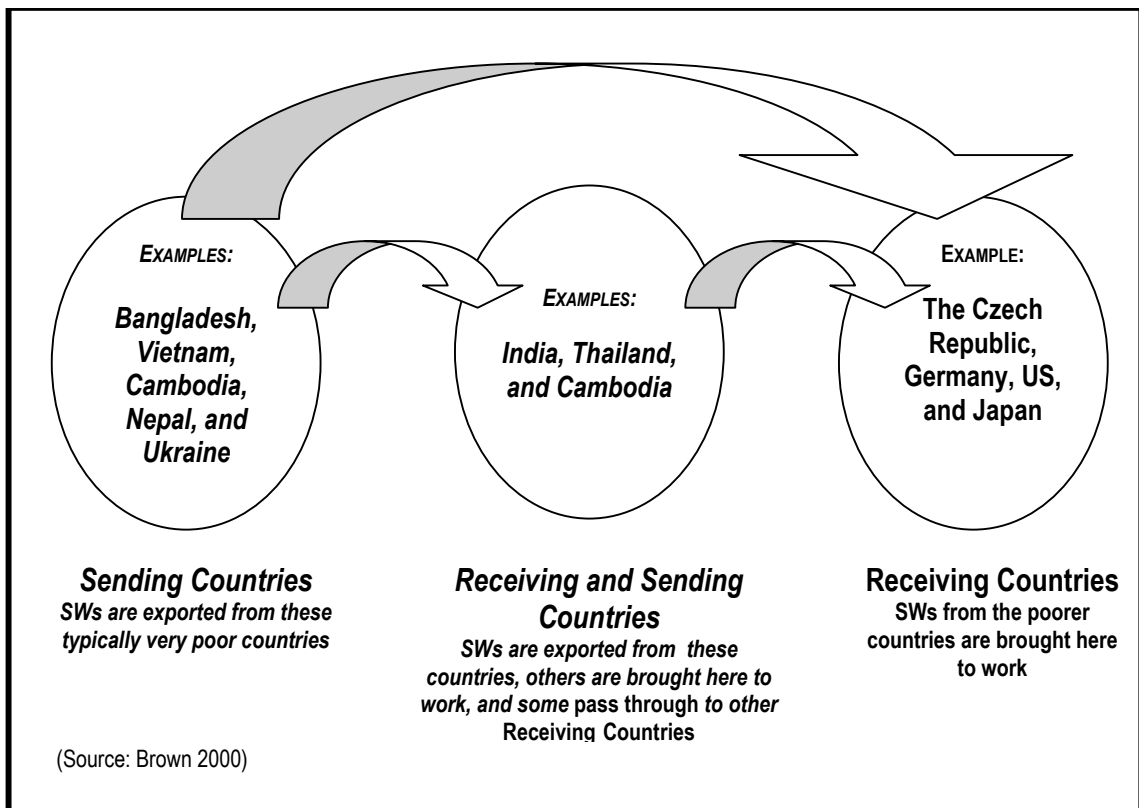 EXAMPLES:
Bangladesh,
Vietnam,
Cambodia,
Nepal, and
Ukraine
EXAMPLES:
India, Thailand,
and Cambodia
EXAMPLE:
The Czech
Republic,
Germany, US,
and Japan
Sending Countries
SWs are exported from these
typically very poor countries
Receiving and Sending
Countries
SWs are exported from these
countries, others are brought here to
work, and some pass through to other
Receiving Countries
Receiving Countries
SWs from the poorer
countries are brought here
to work
(Source: Brown 2000)